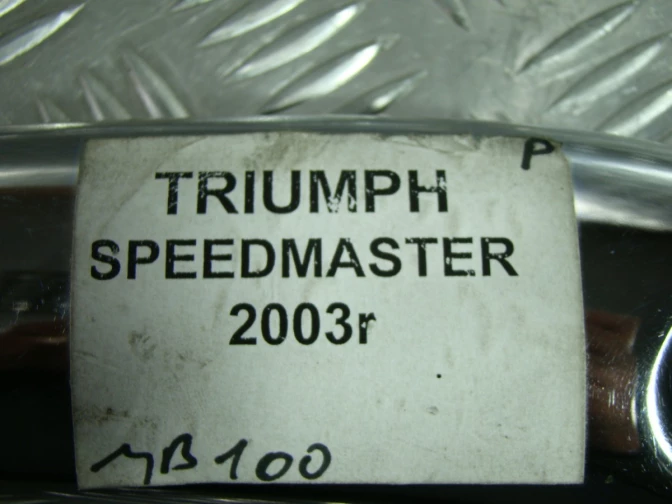 P
TRIUMPH
SPEEDMASTER
2003r
MB100